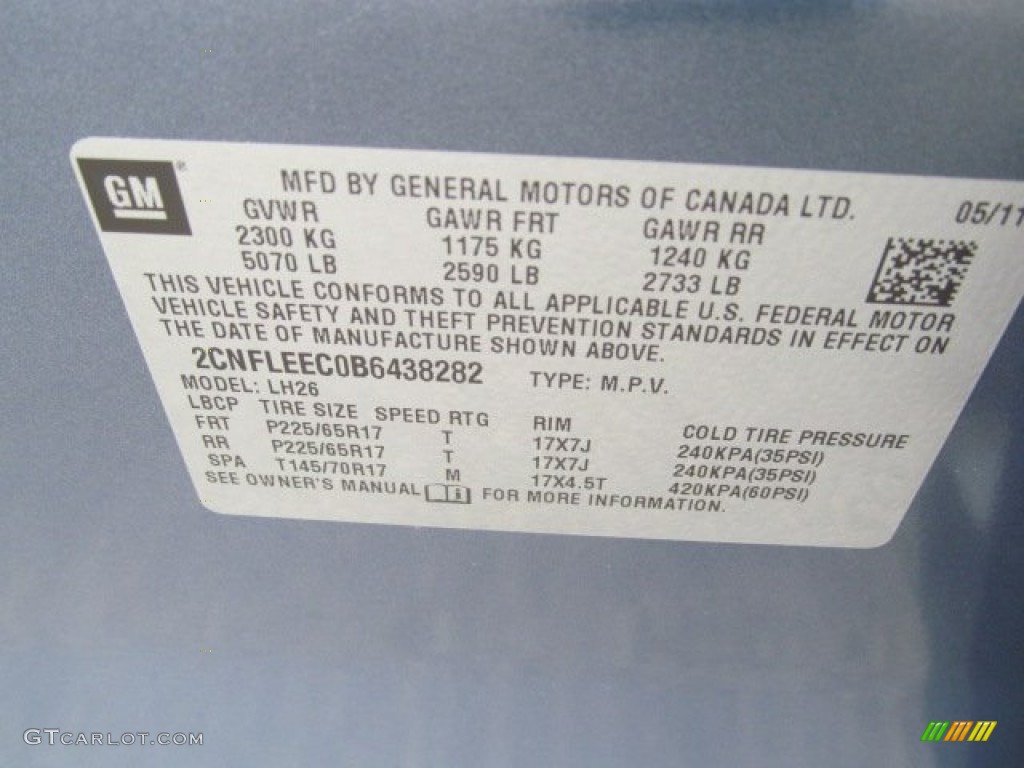 GM®
MFD BY GENERAL MOTORS OF CANADA LTD. 05/11
GVWR GAWR FRT GAWR RR
2300 KG 1175 KG 1240 KG
5070 LB 2590 LB 2733 LB
THIS VEHICLE CONFORMS TO ALL APPLICABLE U.S. FEDERAL MOTOR
VEHICLE SAFETY AND THEFT PREVENTION STANDARDS IN EFFECT ON
THE DATE OF MANUFACTURE SHOWN ABOVE.
2CNFLEEC0B6438282 TYPE: M.P.V.
MODEL: LH26
LBCP TIRE SIZE SPEED RTG RIM COLD TIRE PRESSURE
FRT P225/65R17 T 17X7J 240KPA(35PSI)
RR P225/65R17 T 17X7J 240KPA(35PSI)
SPA T145/70R17 M 17X4.5T 420KPA(60PSI)
SEE OWNER'S MANUAL i FOR MORE INFORMATION.
GTCARLOT.COM